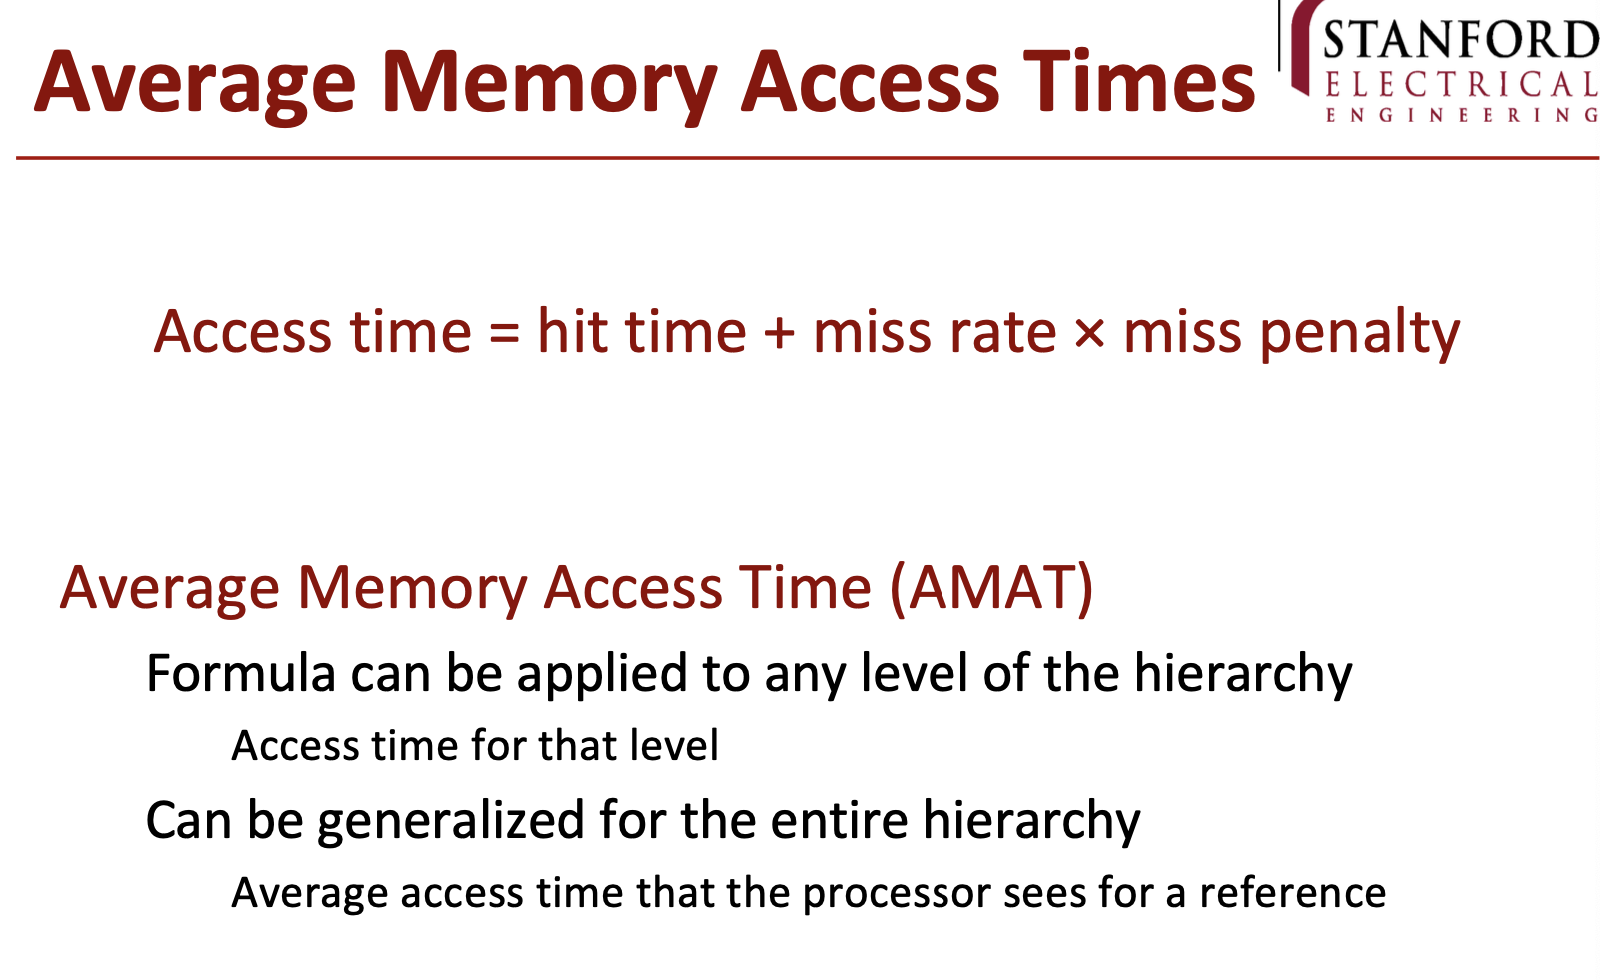 Average Memory Access Times
STANFORD
ELECTRICAL
ENGINEERING
Access time = hit time + miss rate × miss penalty
Average Memory Access Time (AMAT)
Formula can be applied to any level of the hierarchy
Access time for that level
Can be generalized for the entire hierarchy
Average access time that the processor sees for a reference